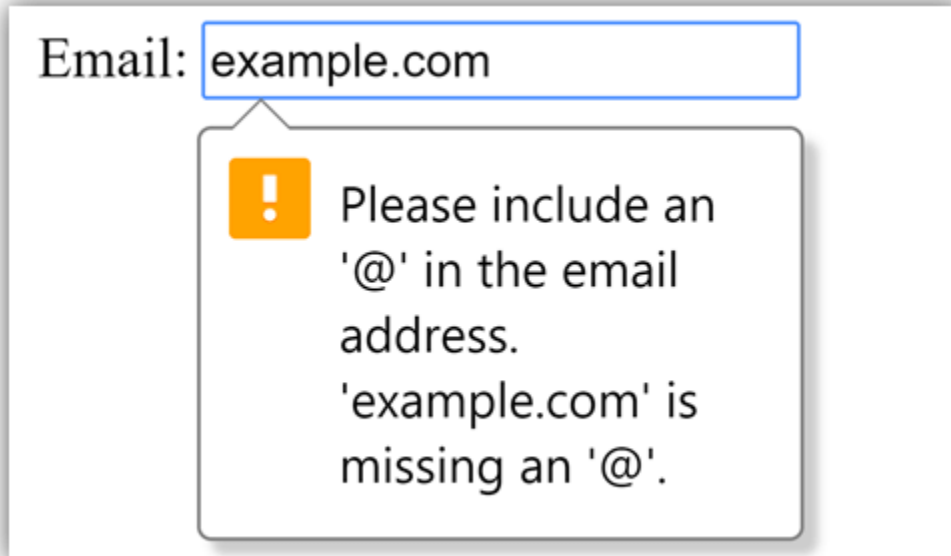 Email: example.com
Please include an
'@' in the email
address.
'example.com' is
missing an '@'.